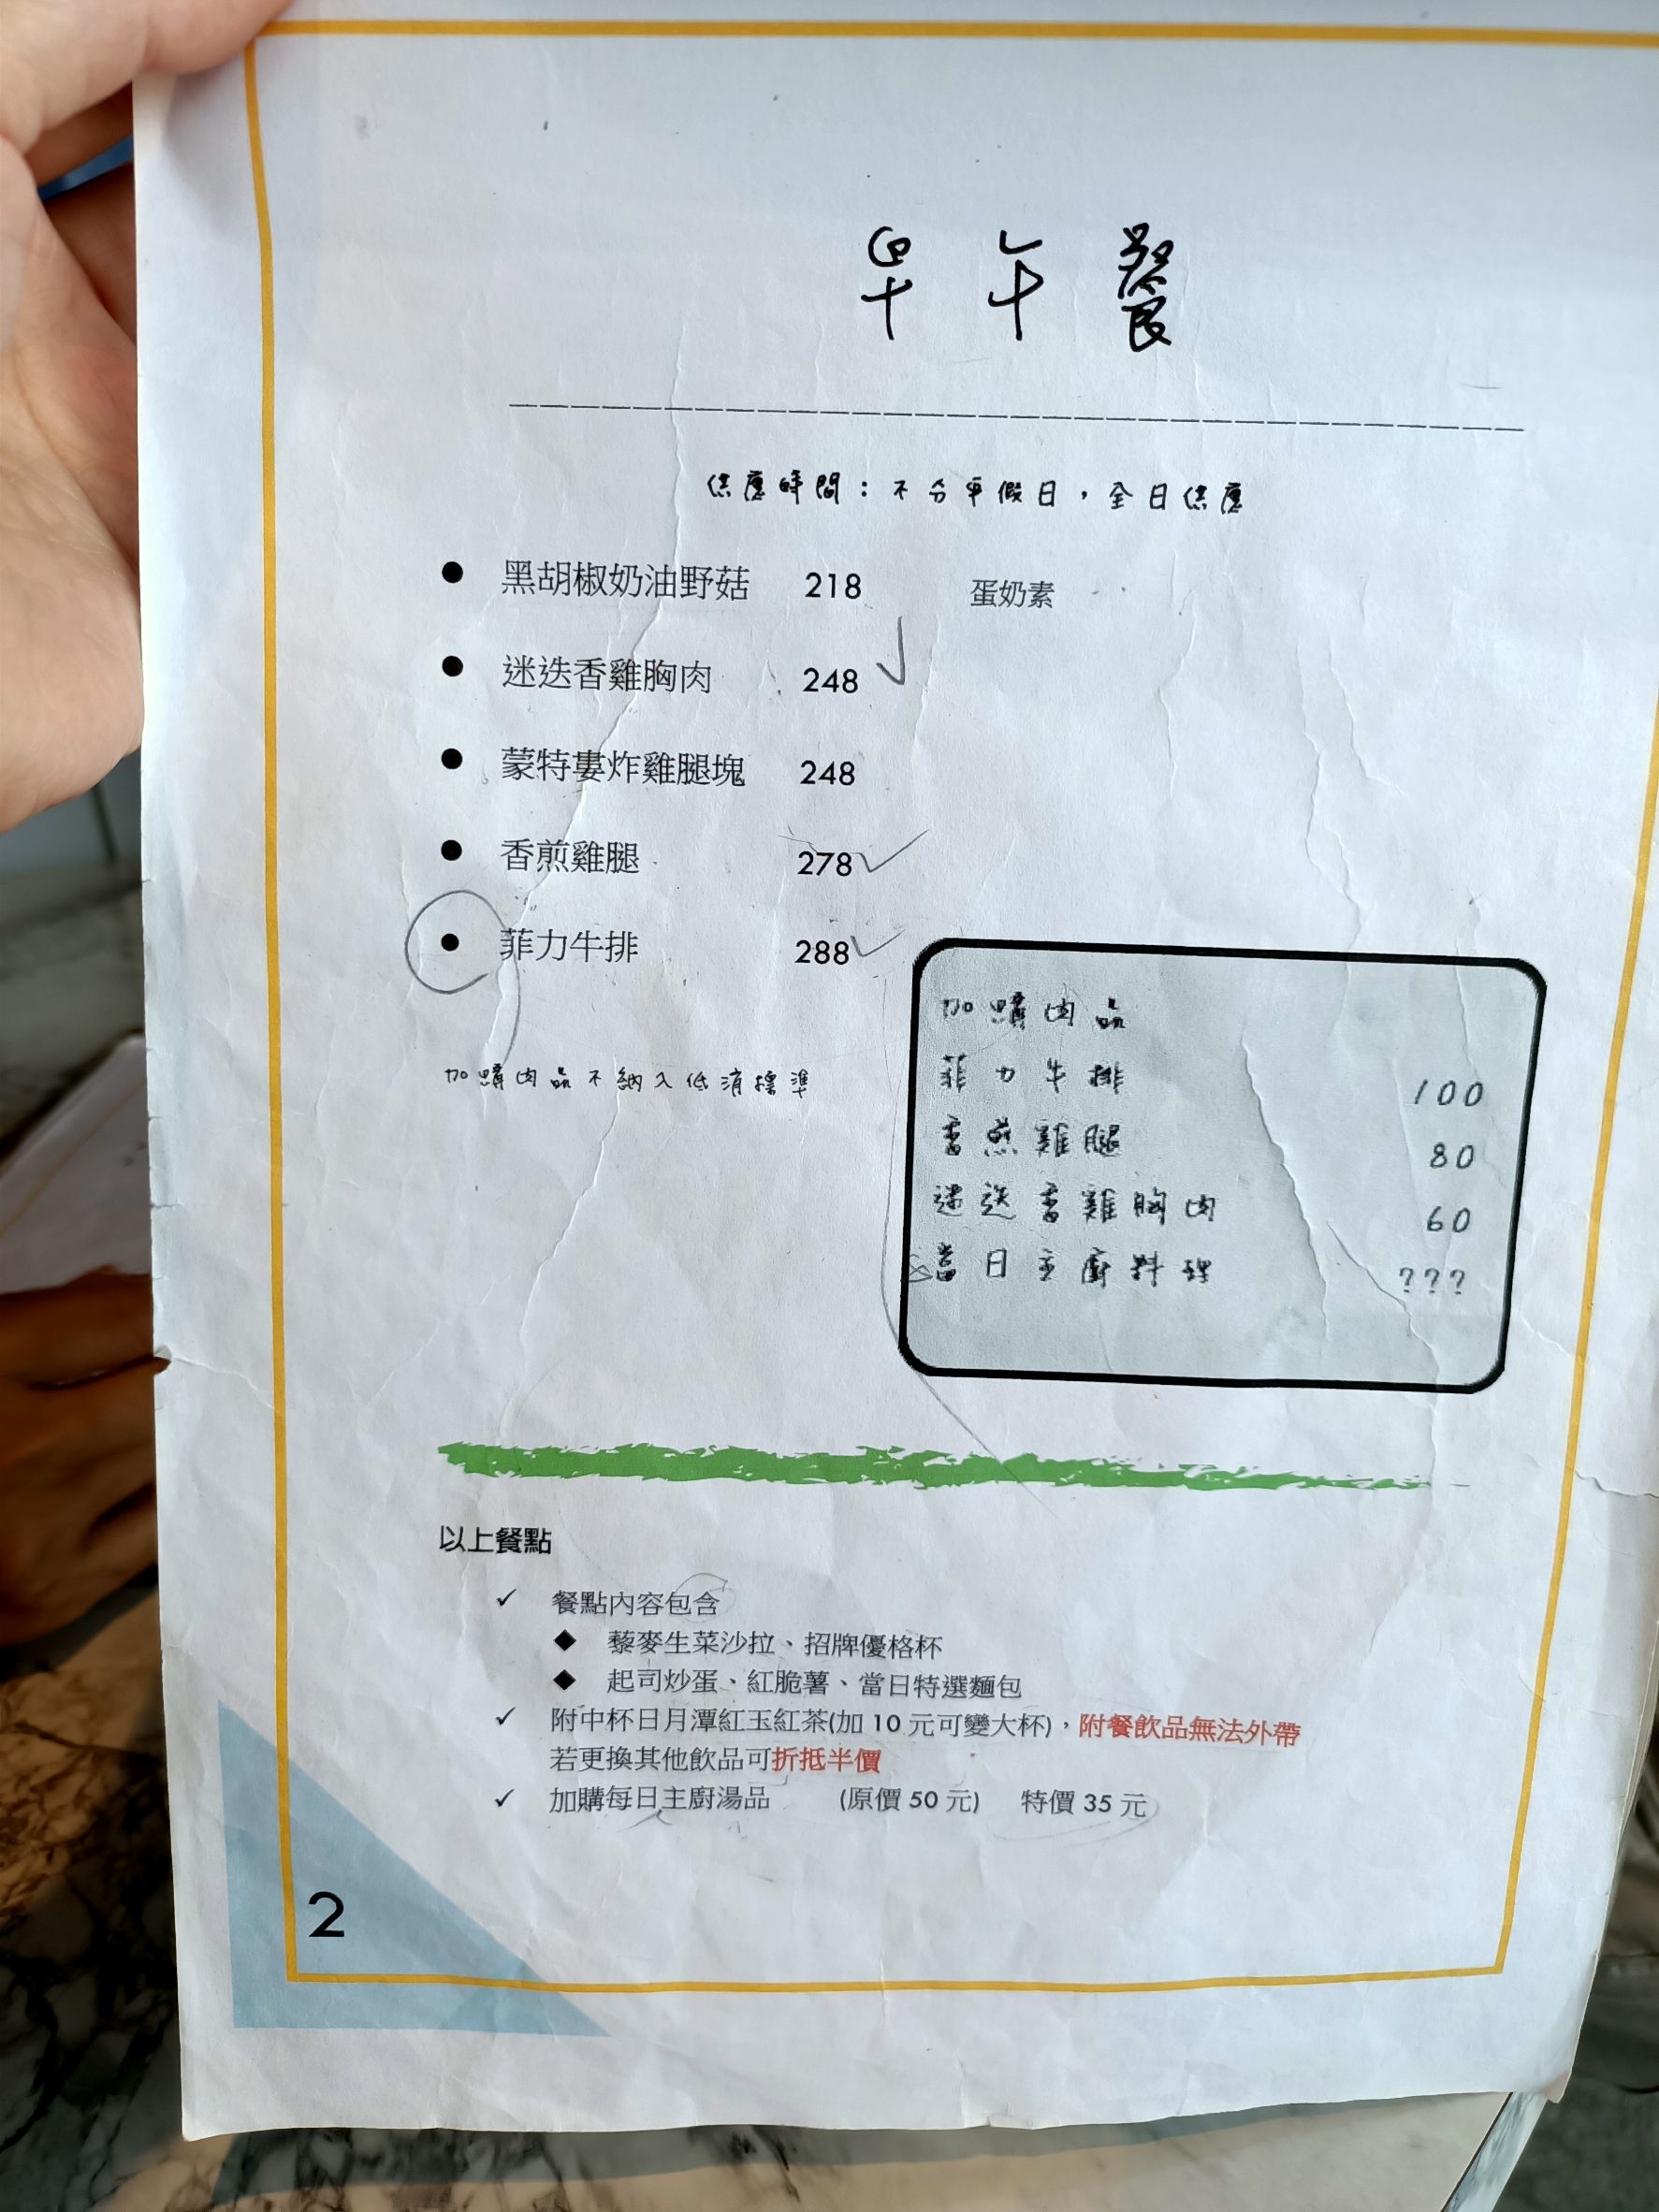 早午餐
供應時間：不分平假日，全日供應
● 黑胡椒奶油野菇 218 蛋奶素
● 迷迭香雞胸肉 248
● 蒙特婁炸雞腿塊 248
● 香煎雞腿 278
● 菲力牛排 288
加購肉品不納入低消標準
加購肉品
菲力牛排 100
香煎雞腿 80
迷迭香雞胸肉 60
當日主廚料理 ???
以上餐點
✓ 餐點內容包含
◆ 藜麥生菜沙拉、招牌優格杯
◆ 起司炒蛋、紅脆薯、當日特選麵包
✓ 附中杯日月潭紅玉紅茶(加 10 元可變大杯)，附餐飲品無法外帶
若更換其他飲品可折抵半價
✓ 加購每日主廚湯品 (原價 50 元) 特價 35 元
2